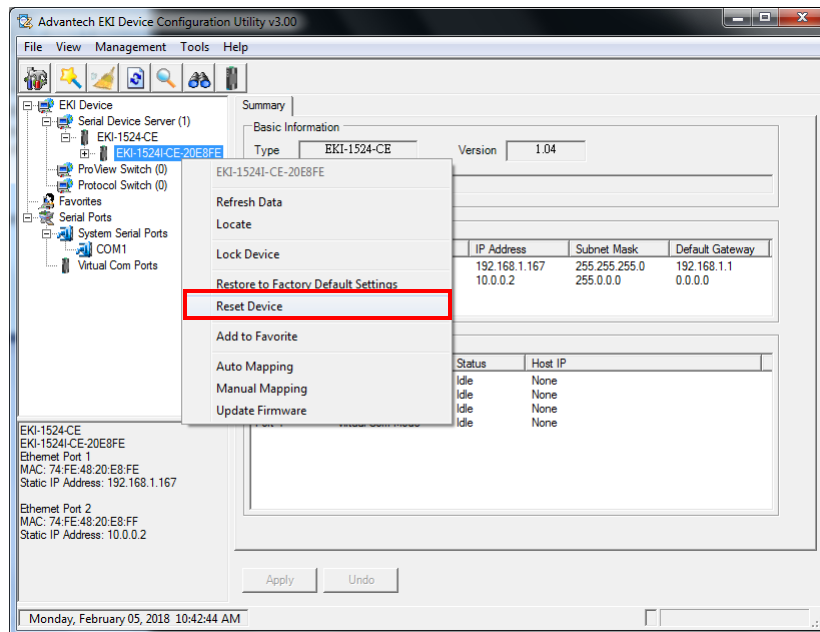 Advantech EKI Device Configuration Utility v3.00
File View Management Tools Help
EKI Device
Serial Device Server (1)
EKI-1524-CE
EKI-1524I-CE-20E8FE
ProView Switch (0)
Protocol Switch (0)
Favorites
Serial Ports
System Serial Ports
COM1
Virtual Com Ports
Summary
Basic Information
Type EKI-1524-CE Version 1.04
EKI-1524I-CE-20E8FE
Refresh Data
Locate
Lock Device
Restore to Factory Default Settings
Reset Device
Add to Favorite
Auto Mapping
Manual Mapping
Update Firmware
IP Address Subnet Mask Default Gateway
192.168.1.167 255.255.255.0 192.168.1.1
10.0.0.2 255.0.0.0 0.0.0.0
Status Host IP
Idle None
Idle None
Idle None
Idle None
EKI-1524-CE
EKI-1524I-CE-20E8FE
Ethernet Port 1
MAC: 74:FE:48:20:E8:FE
Static IP Address: 192.168.1.167
Ethernet Port 2
MAC: 74:FE:48:20:E8:FF
Static IP Address: 10.0.0.2
Apply Undo
Monday, February 05, 2018 10:42:44 AM